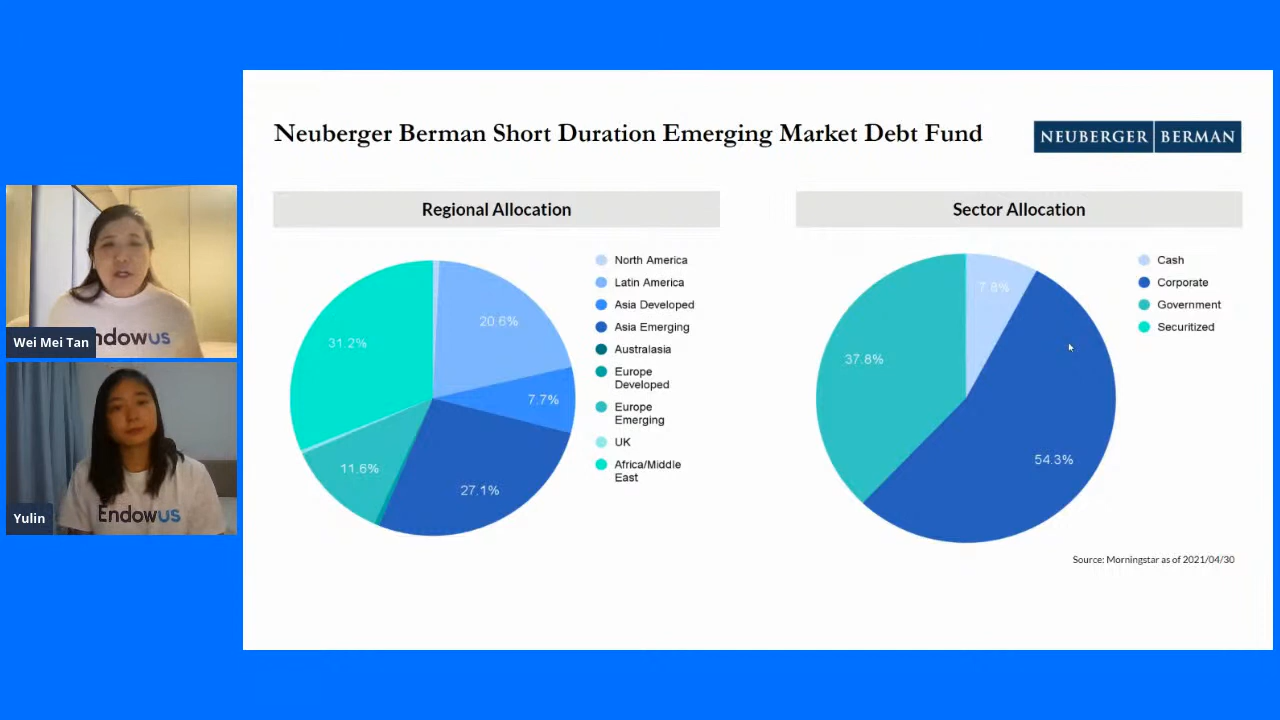 Neuberger Berman Short Duration Emerging Market Debt Fund
NEUBERGER BERMAN
Regional Allocation
31.2%
20.6%
7.7%
27.1%
11.6%
North America
Latin America
Asia Developed
Asia Emerging
Australasia
Europe
Developed
Europe
Emerging
UK
Africa/Middle
East
Sector Allocation
7.8%
37.8%
54.3%
Cash
Corporate
Government
Securitized
Source: Morningstar as of 2021/04/30
ndowus
Wei Mei Tan
Endowus
Yulin